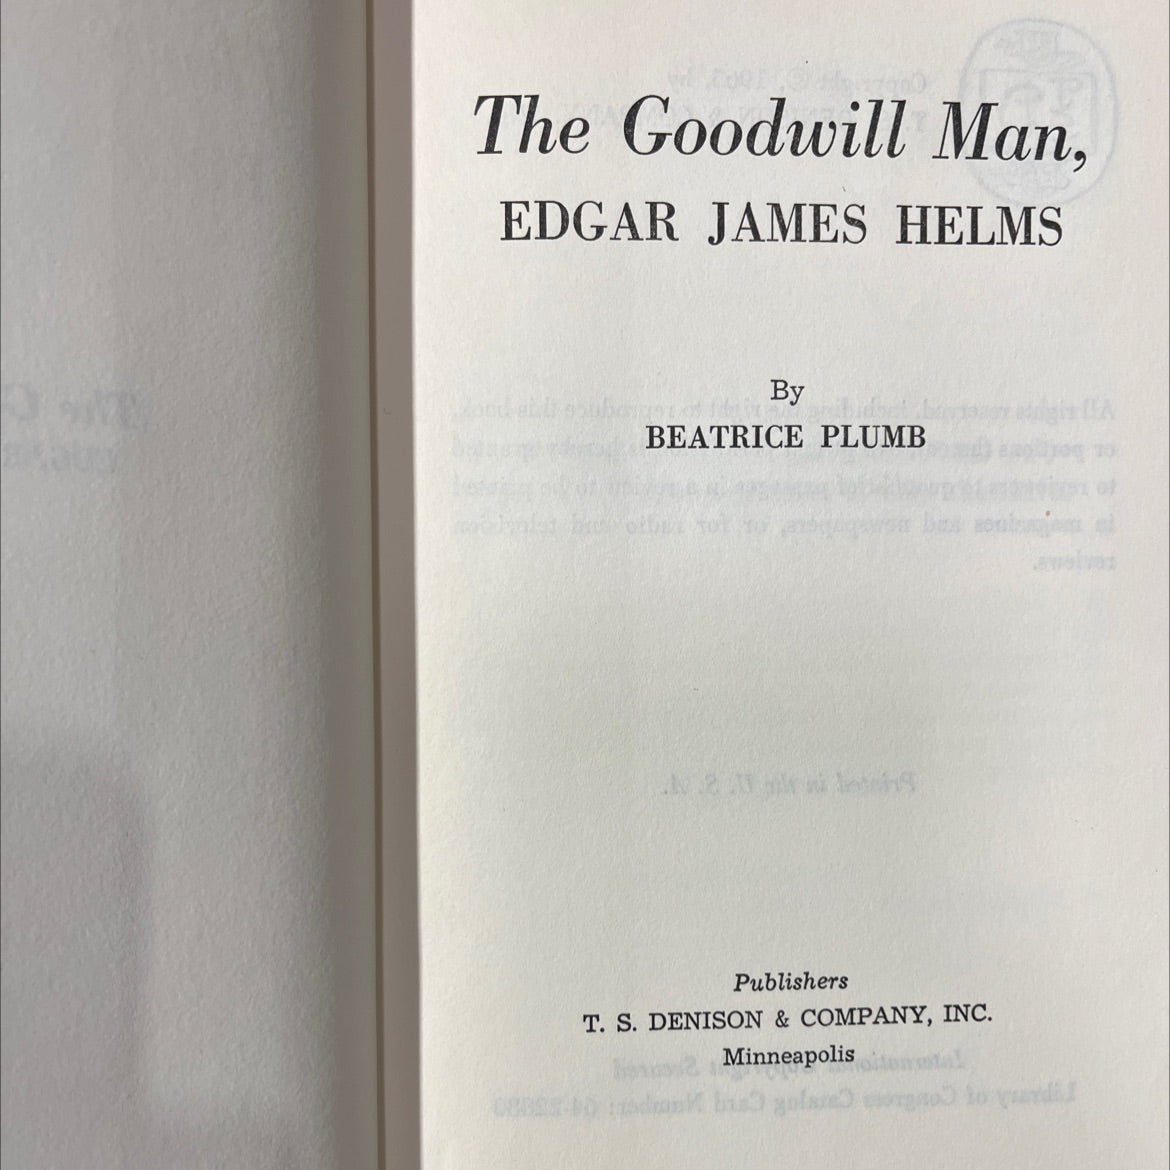 The Goodwill Man,
EDGAR JAMES HELMS
By
BEATRICE PLUMB
Publishers
T. S. DENISON & COMPANY, INC.
Minneapolis